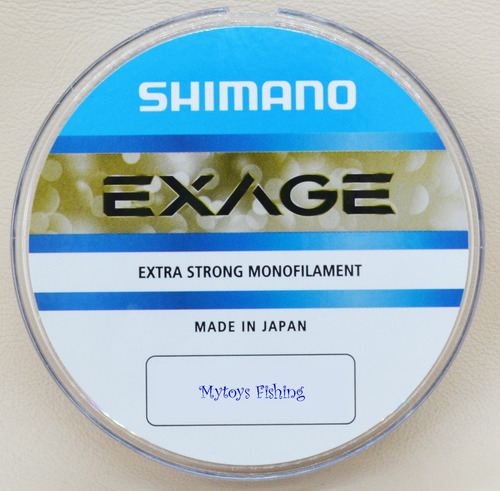 SHIMANO
EXAGE
EXTRA STRONG MONOFILAMENT
MADE IN JAPAN
Mytoys Fishing